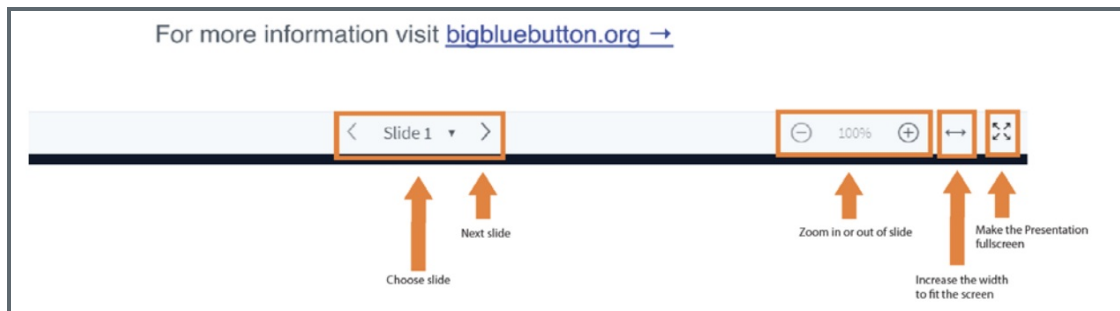 For more information visit bigbluebutton.org →
Slide 1
100%
Next slide
Zoom in or out of slide
Make the Presentation
fullscreen
Choose slide
Increase the width
to fit the screen